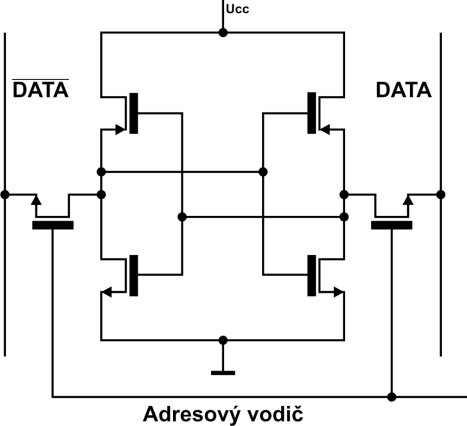 Ucc
DATA
DATA
Adresový vodič